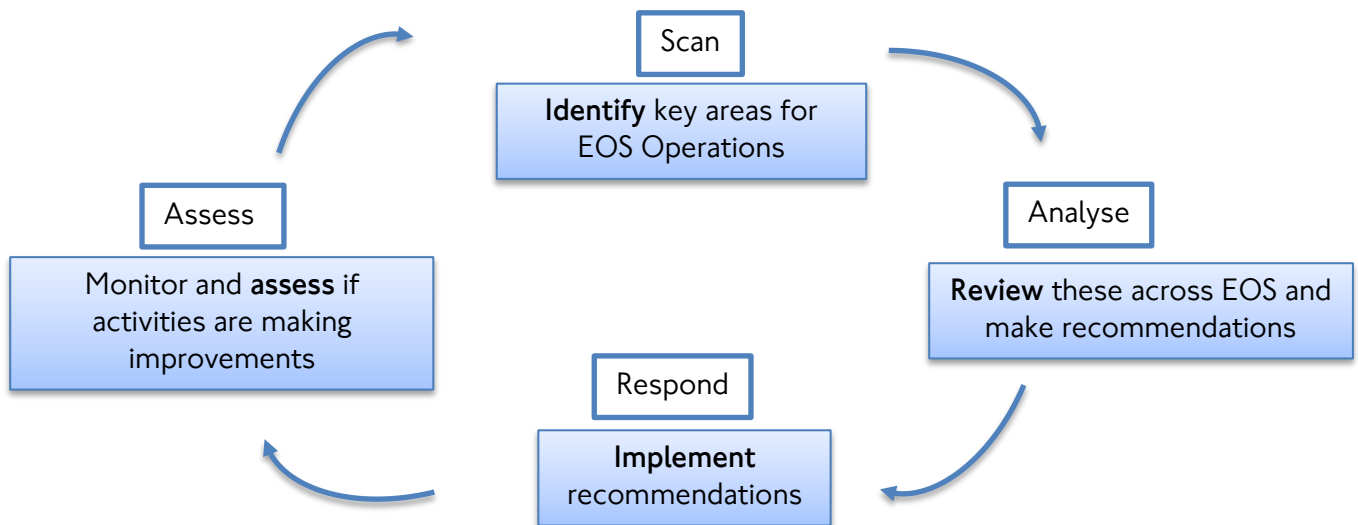 Scan
Identify key areas for
EOS Operations
Analyse
Review these across EOS and
make recommendations
Respond
Implement
recommendations
Assess
Monitor and assess if
activities are making
improvements